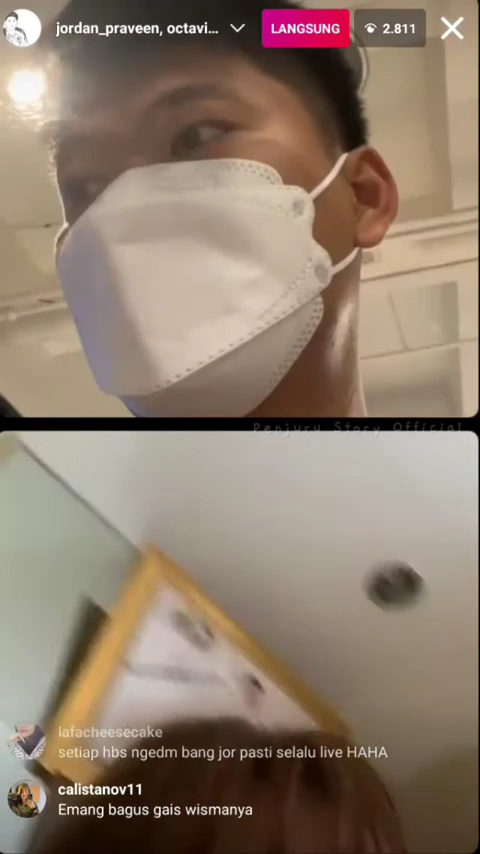 jordan_praveen, octavi...
LANGSUNG
2.811
Penjuru Story Official
lafacheesecake
setiap hbs ngedm bang jor pasti selalu live HAHA
calistanov11
Emang bagus gais wismanya